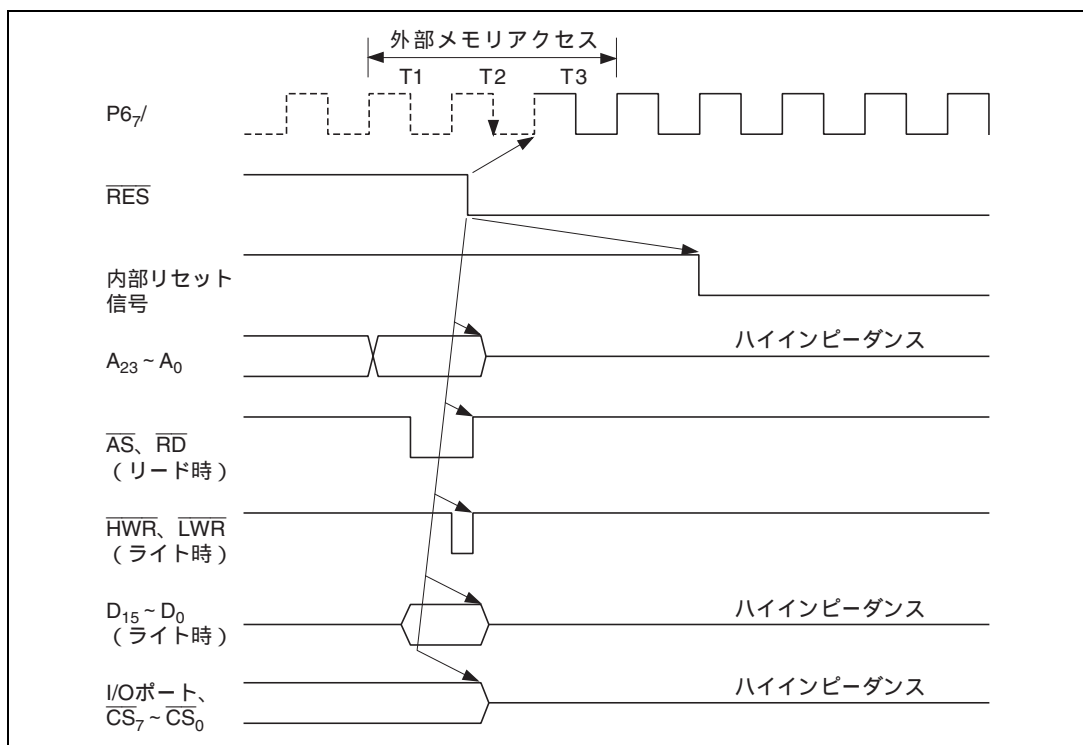 外部メモリアクセス
T1 T2 T3
P6₇/
RES
内部リセット
信号
A₂₃~A₀
ハイインピーダンス
AS、RD
（リード時）
HWR、LWR
（ライト時）
D₁₅~D₀
（ライト時）
ハイインピーダンス
I/Oポート、
CS₇~CS₀
ハイインピーダンス